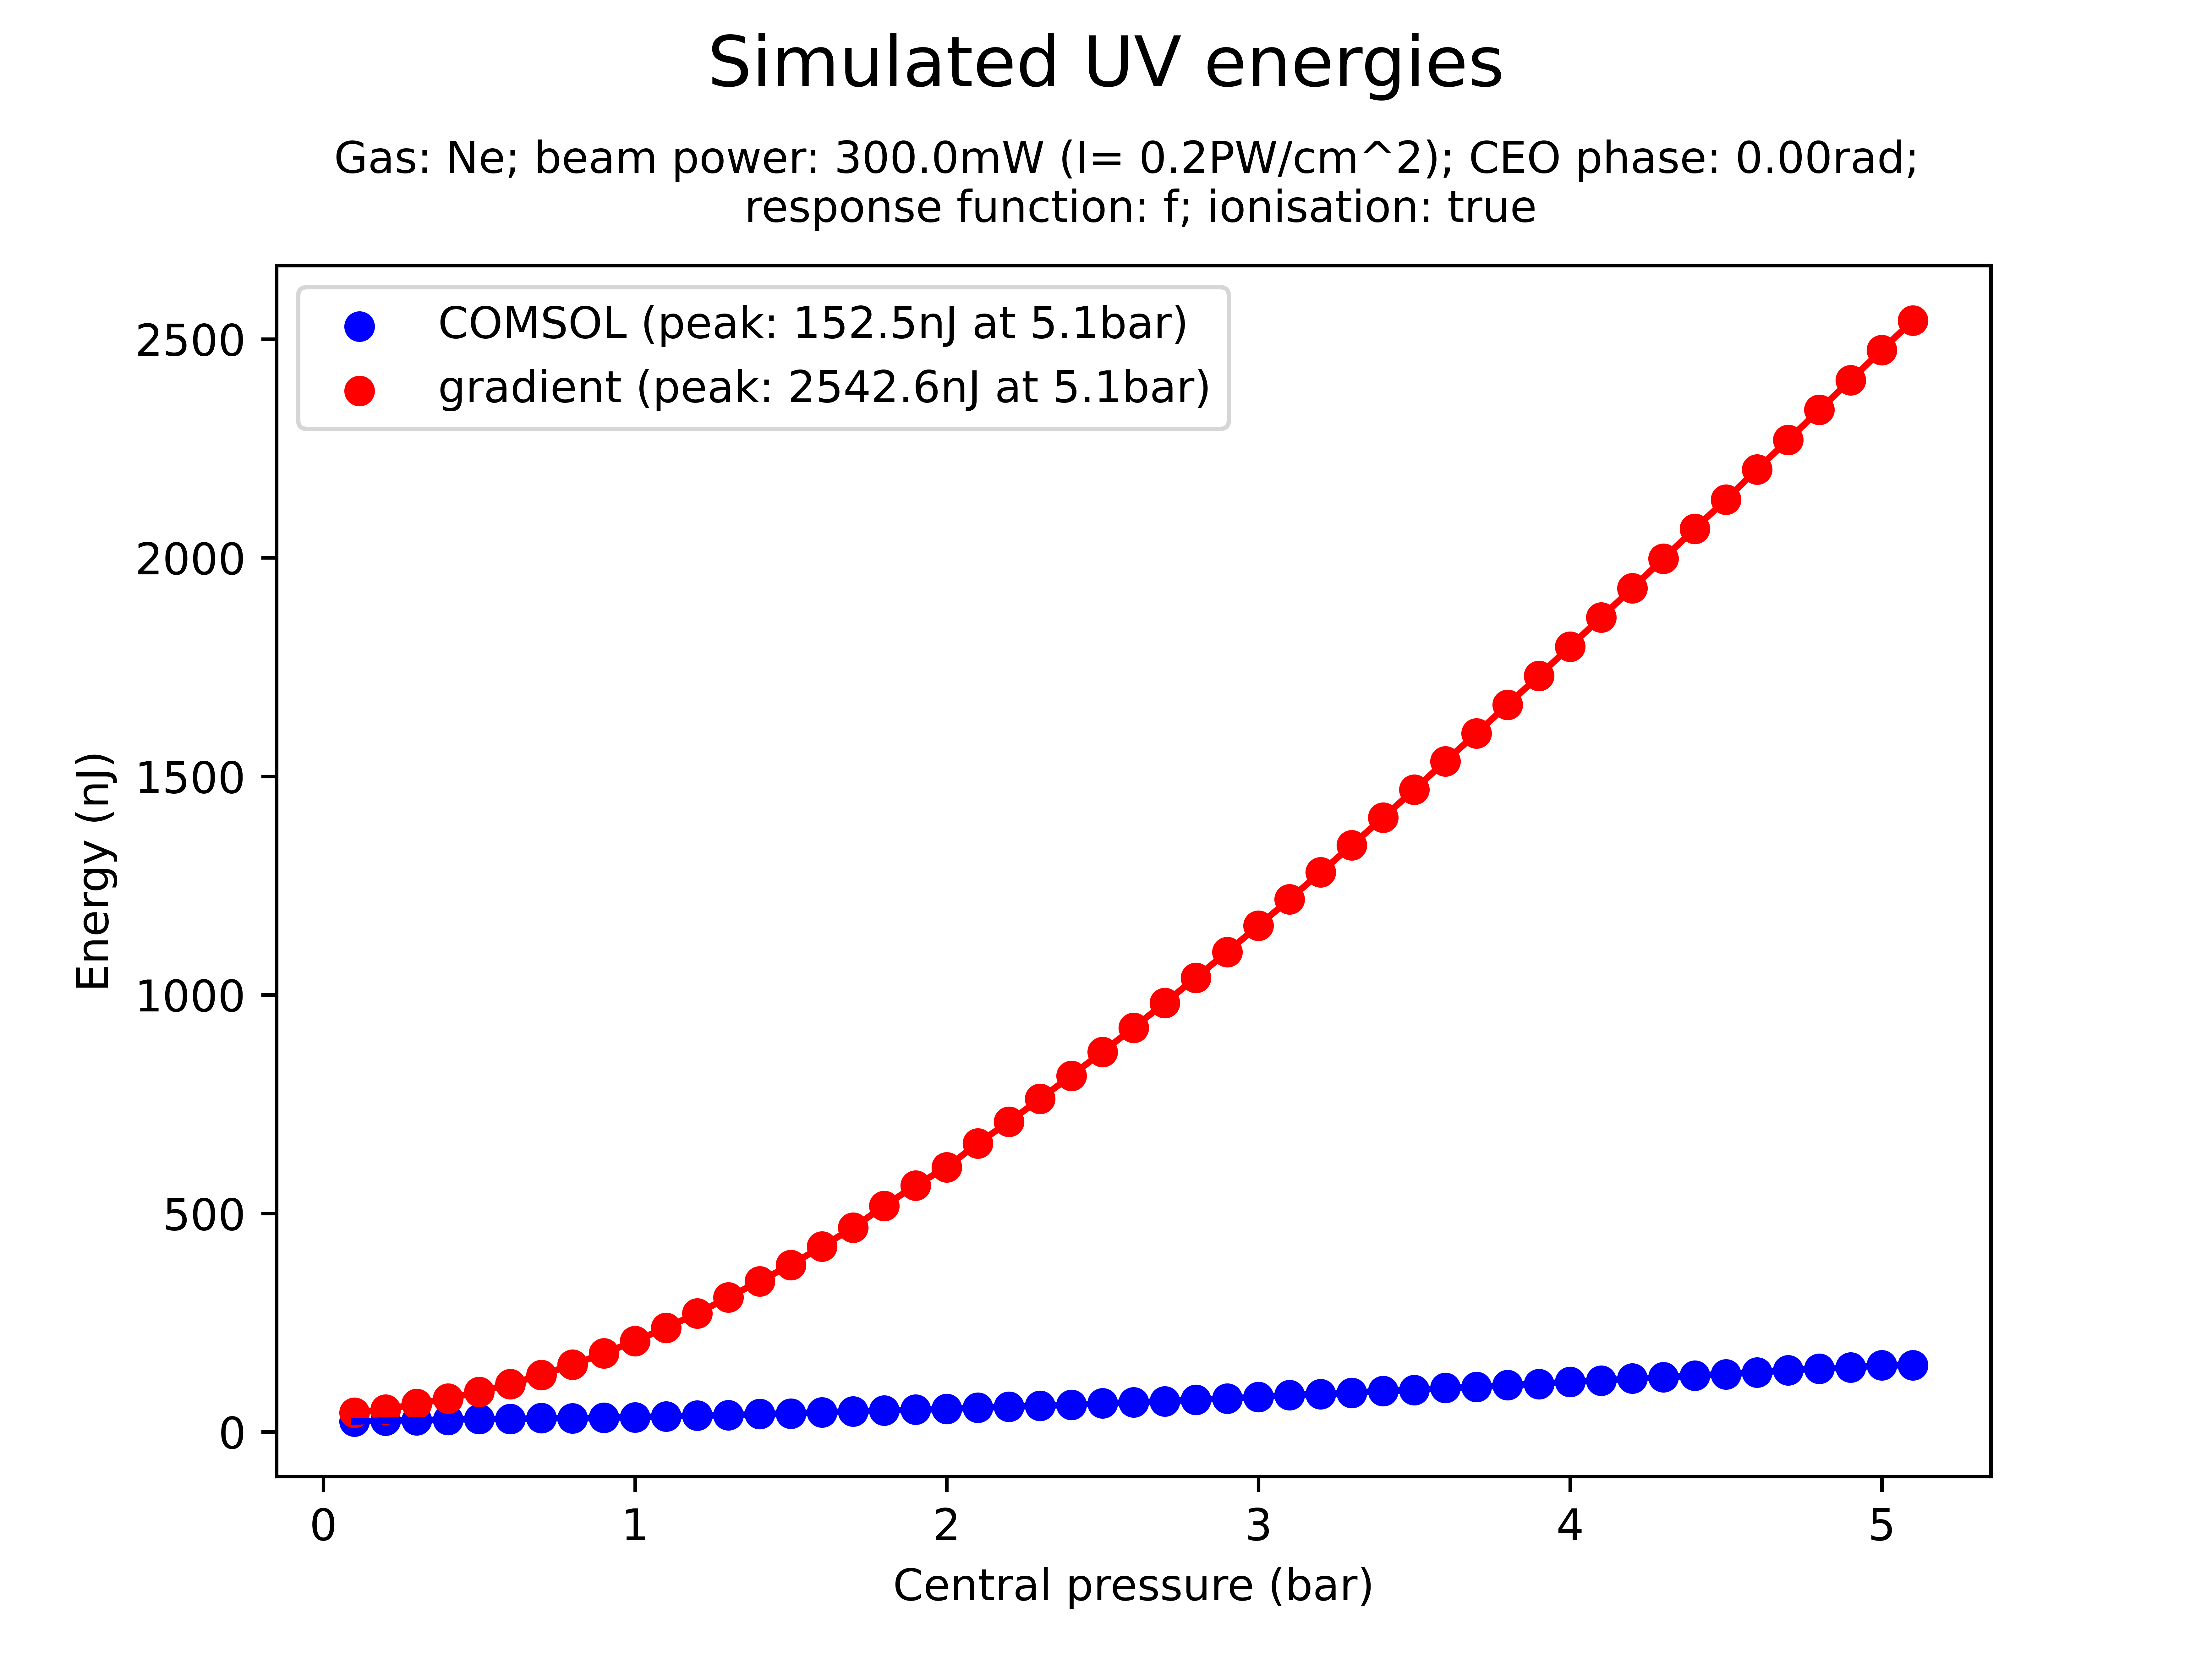 Simulated UV energies
Gas: Ne; beam power: 300.0mW (I= 0.2PW/cm^2); CEO phase: 0.00rad;
response function: f; ionisation: true
COMSOL (peak: 152.5nJ at 5.1bar)
gradient (peak: 2542.6nJ at 5.1bar)
2500
2000
1500
1000
500
0
Energy (nJ)
0 1 2 3 4 5
Central pressure (bar)